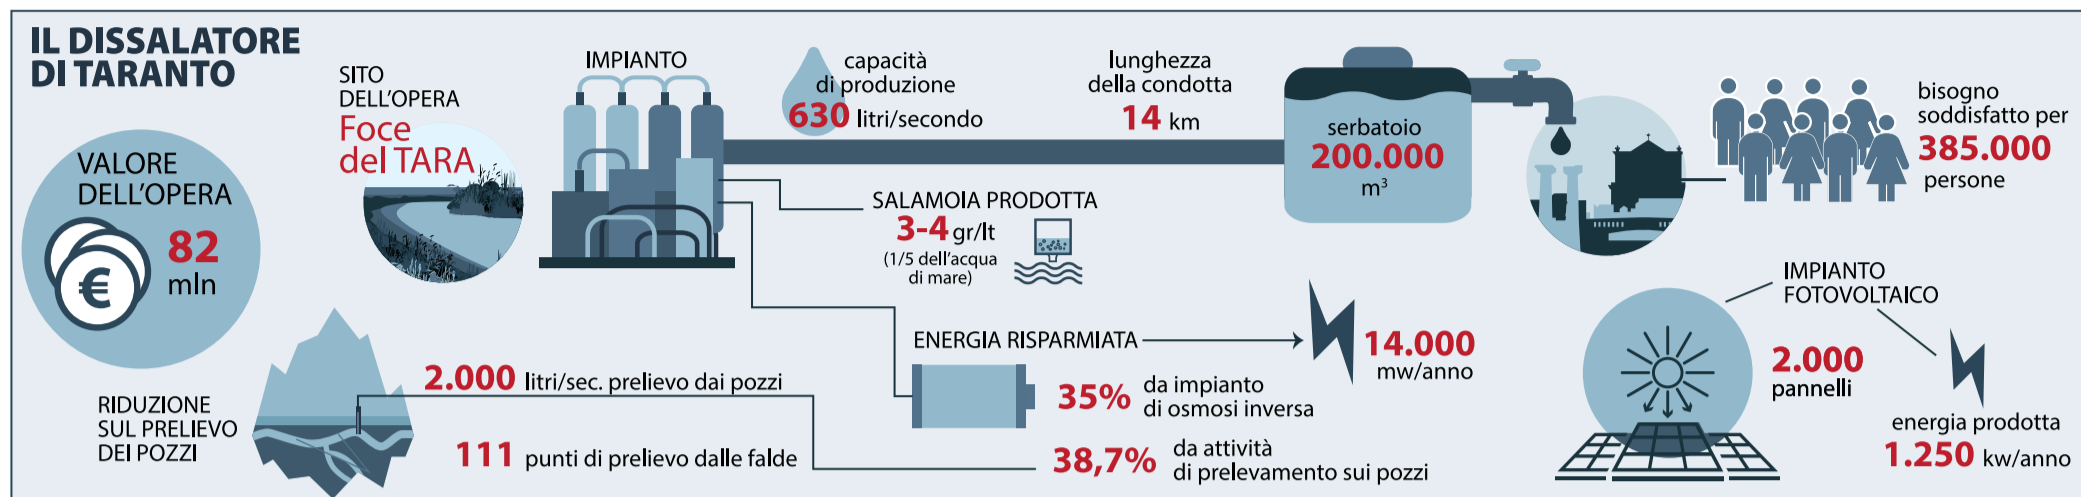 IL DISSALATORE
DI TARANTO
VALORE
DELL'OPERA
€
82
mln
SITO
DELL'OPERA
Foce
del TARA
IMPIANTO
capacità
di produzione
630 litri/secondo
lunghezza
della condotta
14 km
serbatoio
200.000
m³
bisogno
soddisfatto per
385.000
persone
SALAMOIA PRODOTTA
3-4 gr/lt
(1/5 dell'acqua
di mare)
ENERGIA RISPARMIATA
14.000
mw/anno
35% da impianto
di osmosi inversa
38,7% da attività
di prelevamento sui pozzi
RIDUZIONE
SUL PRELIEVO
DEI POZZI
2.000 litri/sec. prelievo dai pozzi
111 punti di prelievo dalle falde
IMPIANTO
FOTOVOLTAICO
2.000
pannelli
energia prodotta
1.250 kw/anno